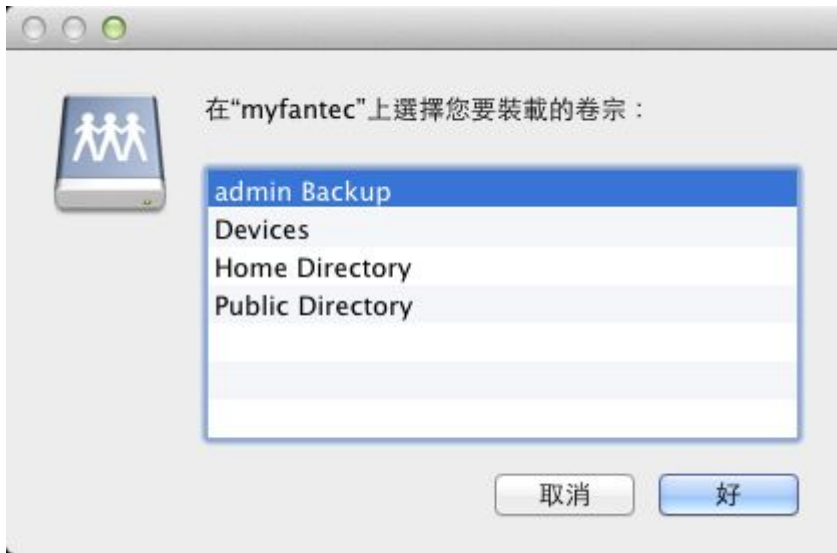 在“myfantec”上選擇您要裝載的卷宗：
admin Backup
Devices
Home Directory
Public Directory
取消
好